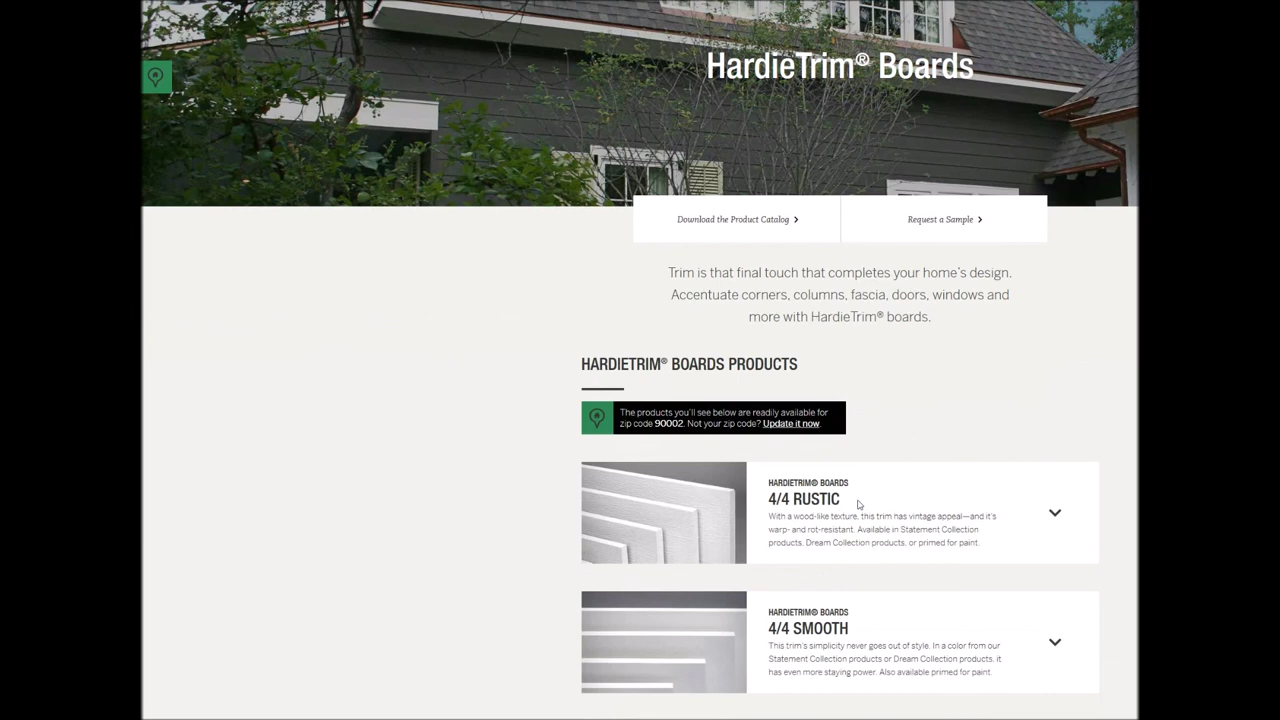 HardieTrim® Boards
Download the Product Catalog
Request a Sample
Trim is that final touch that completes your home's design.
Accentuate corners, columns, fascia, doors, windows and
more with HardieTrim® boards.
HARDIETRIM® BOARDS PRODUCTS
The products you'll see below are readily available for
zip code 90002. Not your zip code? Update it now.
HARDIETRIM® BOARDS
4/4 RUSTIC
With a wood-like texture, this trim has vintage appeal—and it's
warp- and rot-resistant. Available in Statement Collection
products, Dream Collection products, or primed for paint.
HARDIETRIM® BOARDS
4/4 SMOOTH
This trim's simplicity never goes out of style. In a color from our
Statement Collection products or Dream Collection products, it
has even more staying power. Also available primed for paint.